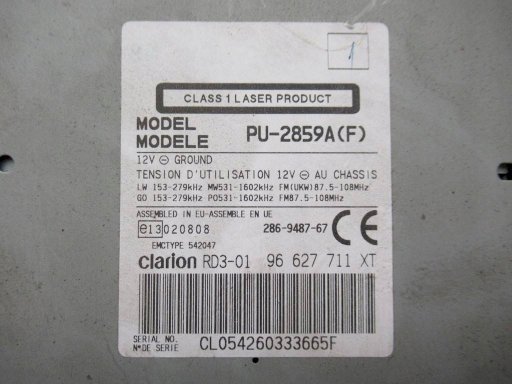 1
CLASS 1 LASER PRODUCT
MODEL
MODELE PU-2859A(F)
12V ⊖ GROUND
TENSION D'UTILISATION 12V ⊖ AU CHASSIS
LW 153-279kHz MW531-1602kHz FM(UKW)87.5-108MHz
GO 153-279kHz PO531-1602kHz FM87.5-108MHz
ASSEMBLED IN EU-ASSEMBLE EN UE
e13 020808 286-9487-67 CE
EMCTYPE 542047
clarion RD3-01 96 627 711 XT
SERIAL NO.
N° DE SERIE CL054260333665F